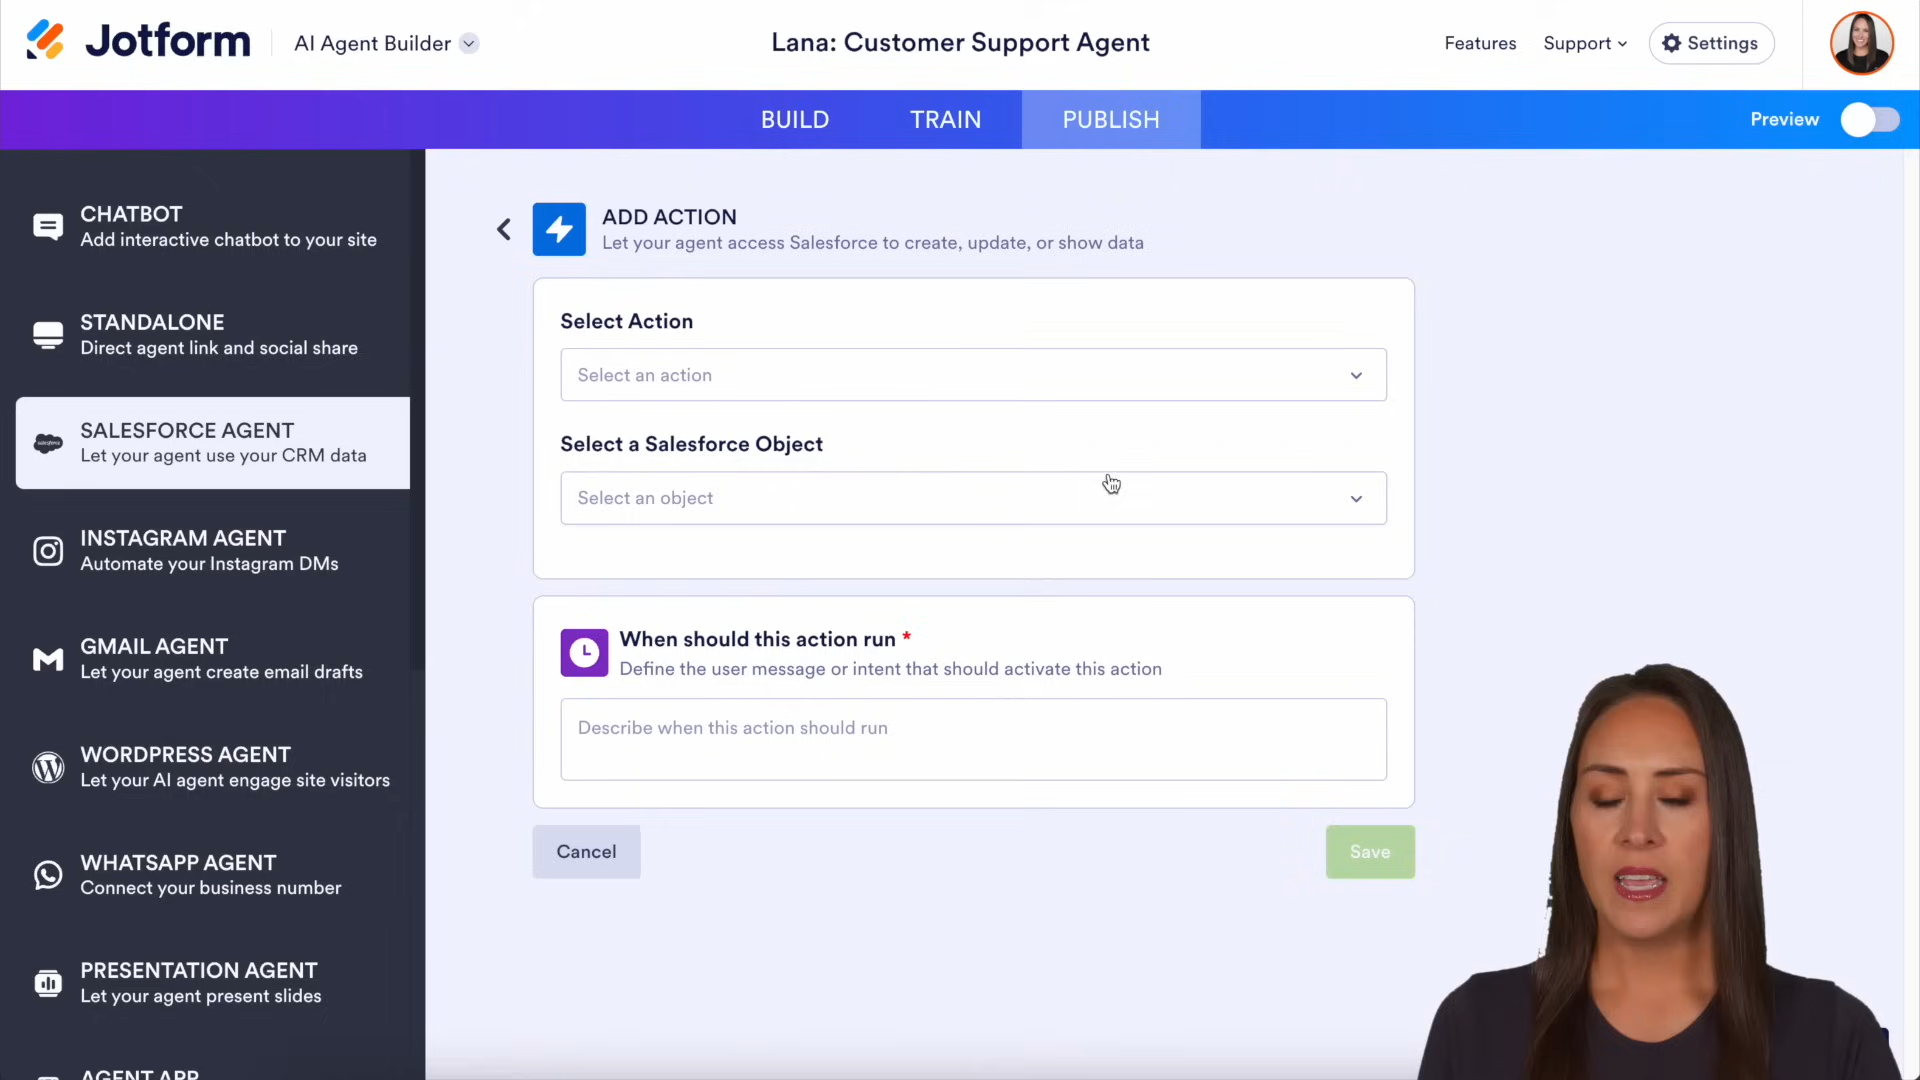 Jotform
AI Agent Builder
Lana: Customer Support Agent
Features
Support
Settings
BUILD
TRAIN
PUBLISH
Preview
CHATBOT
Add interactive chatbot to your site
STANDALONE
Direct agent link and social share
SALESFORCE AGENT
Let your agent use your CRM data
INSTAGRAM AGENT
Automate your Instagram DMs
GMAIL AGENT
Let your agent create email drafts
WORDPRESS AGENT
Let your AI agent engage site visitors
WHATSAPP AGENT
Connect your business number
PRESENTATION AGENT
Let your agent present slides
AGENT APP
ADD ACTION
Let your agent access Salesforce to create, update, or show data
Select Action
Select an action
Select a Salesforce Object
Select an object
When should this action run *
Define the user message or intent that should activate this action
Describe when this action should run
Cancel
Save